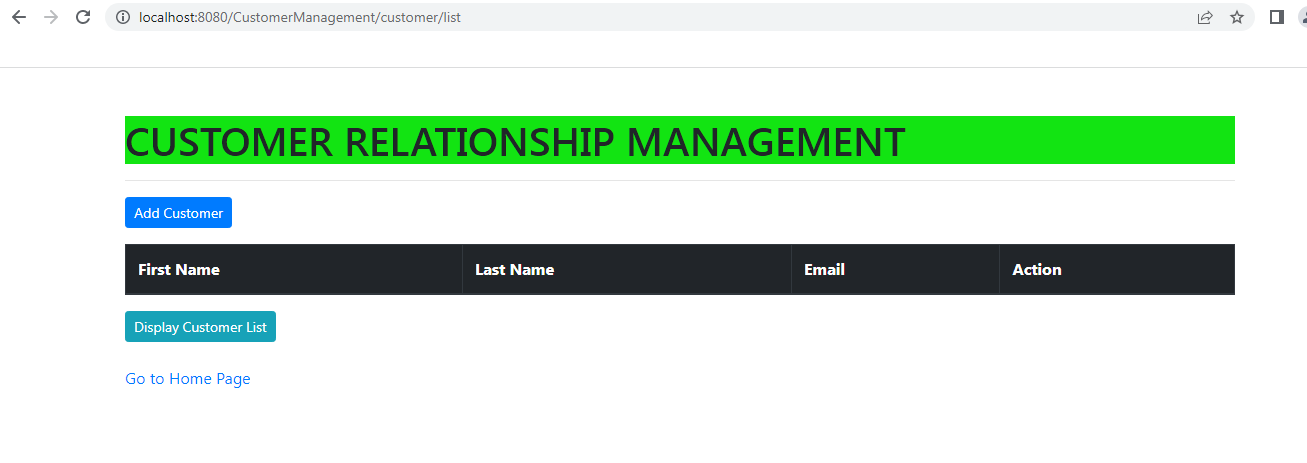 localhost:8080/CustomerManagement/customer/list
CUSTOMER RELATIONSHIP MANAGEMENT
Add Customer
First Name Last Name Email Action
Display Customer List
Go to Home Page